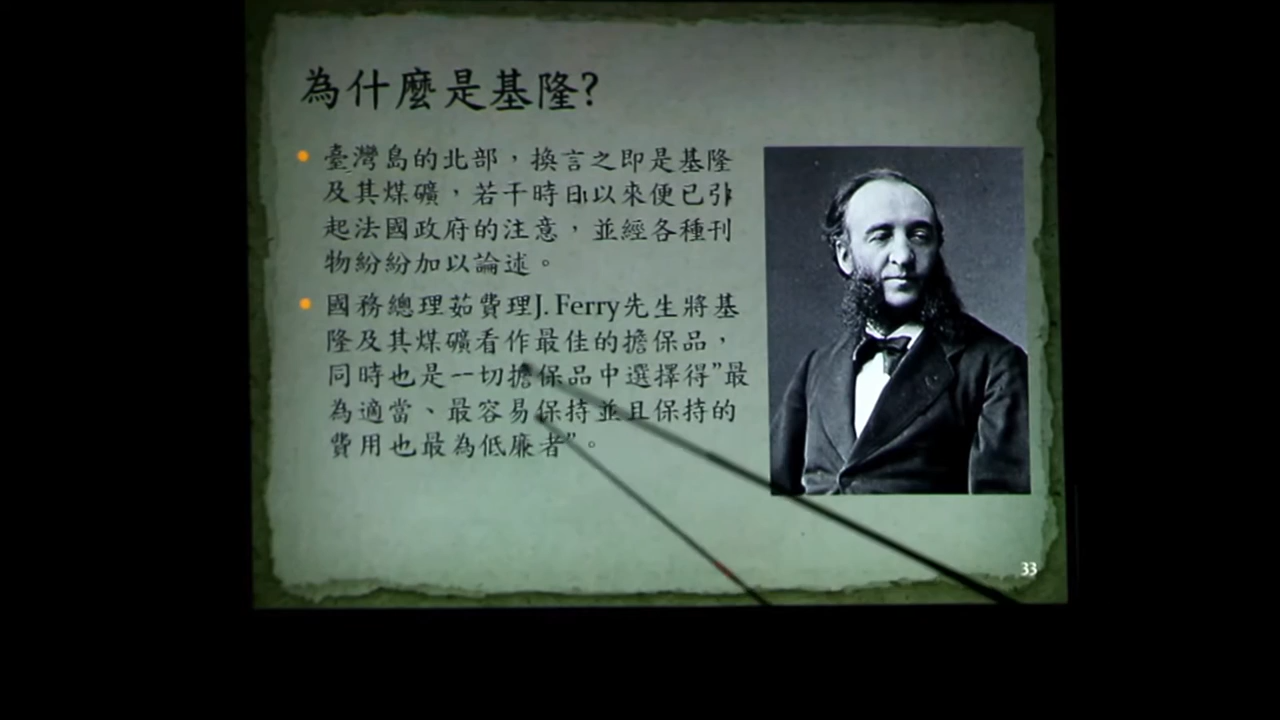 為什麼是基隆?
臺灣島的北部，換言之即是基隆
及其煤礦，若干時日以來便已引
起法國政府的注意，並經各種刊
物紛紛加以論述。
國務總理茹費理J. Ferry先生將基
隆及其煤礦看作最佳的擔保品，
同時也是一切擔保品中選擇得"最
為適當、最容易保持並且保持的
費用也最為低廉者"。
33